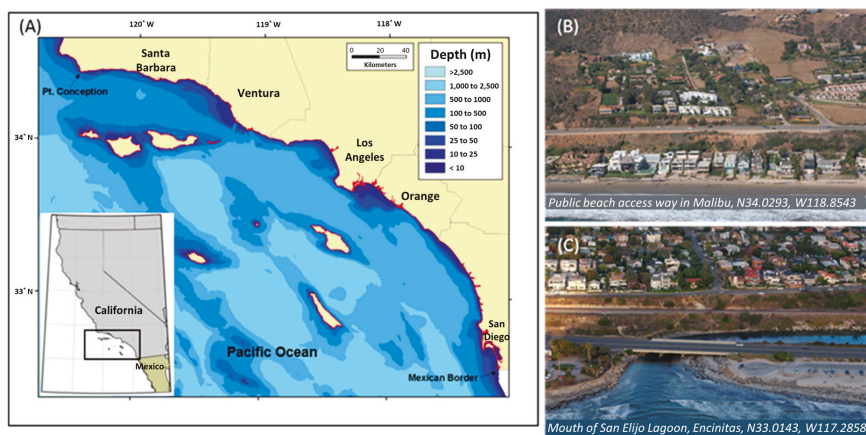 (A)
120°W
119°W
118°W
Santa
Barbara
Pt. Conception
Ventura
Los
Angeles
Orange
San
Diego
34°N
33°N
0 20 40
Kilometers
Depth (m)
>2,500
1,000 to 2,500
500 to 1000
100 to 500
50 to 100
25 to 50
10 to 25
< 10
California
Mexico
Pacific Ocean
Mexican Border
(B)
Public beach access way in Malibu, N34.0293, W118.8543
(C)
Mouth of San Elijo Lagoon, Encinitas, N33.0143, W117.2858